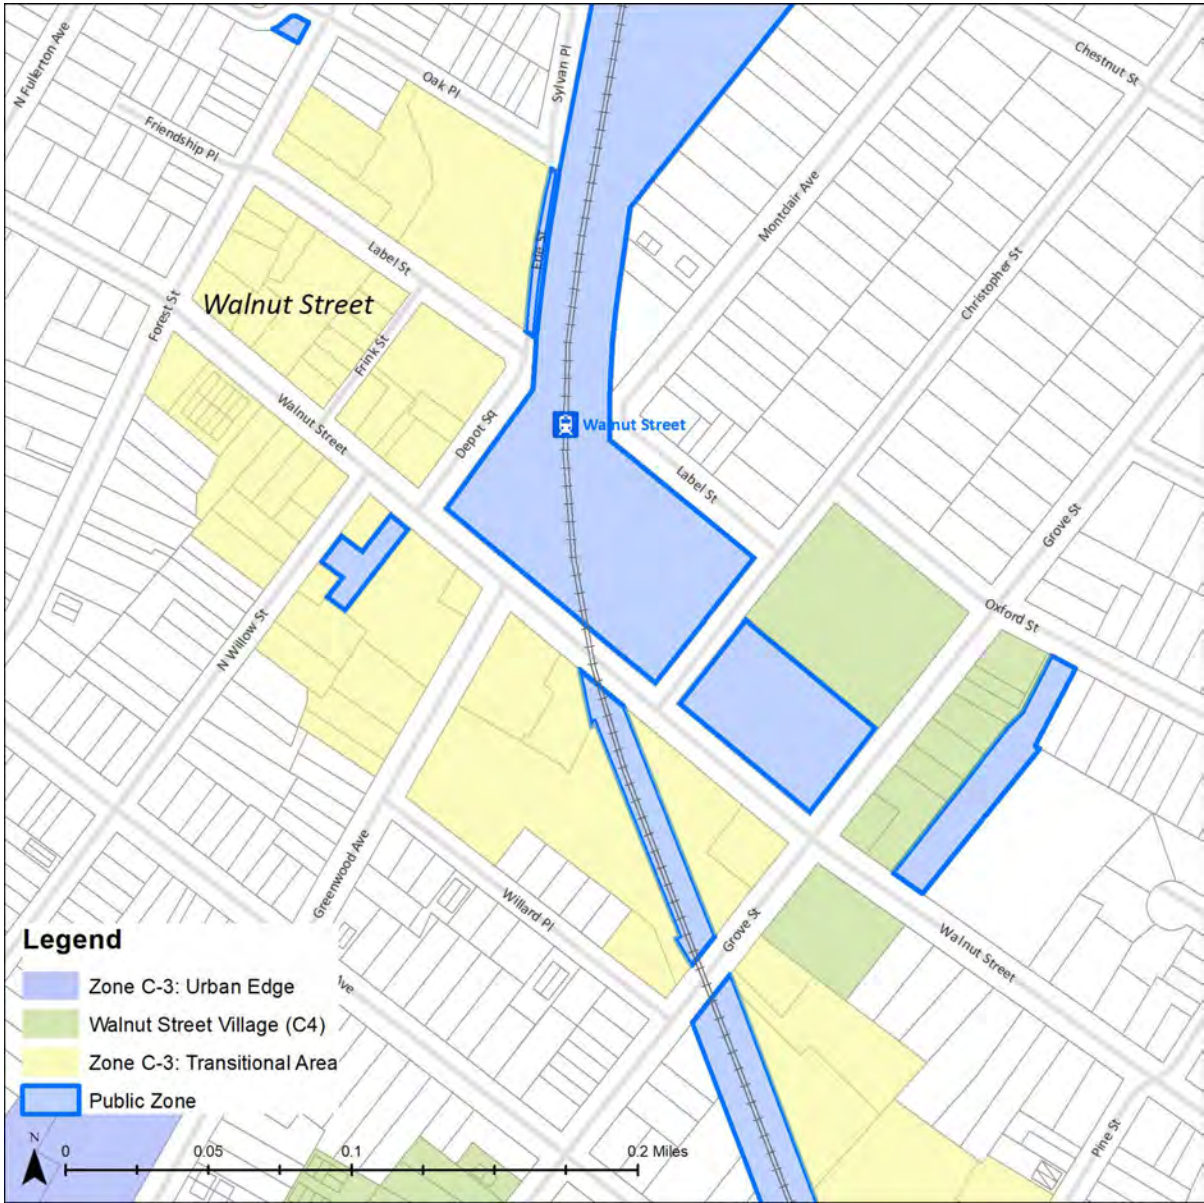 N Fullerton Ave
Oak Pl
Sylvan Pl
Chestnut St
Friendship Pl
Montclair Ave
Erie St
Label St
Christopher St
Walnut Street
Forest St
Frink St
Walnut Street
Depot Sq
Walnut Street
Label St
Grove St
Oxford St
N Willow St
Greenwood Ave
Willard Pl
Grove St
Walnut Street
Pine St
Ave
Legend
Zone C-3: Urban Edge
Walnut Street Village (C4)
Zone C-3: Transitional Area
Public Zone
N
0 0.05 0.1 0.2 Miles